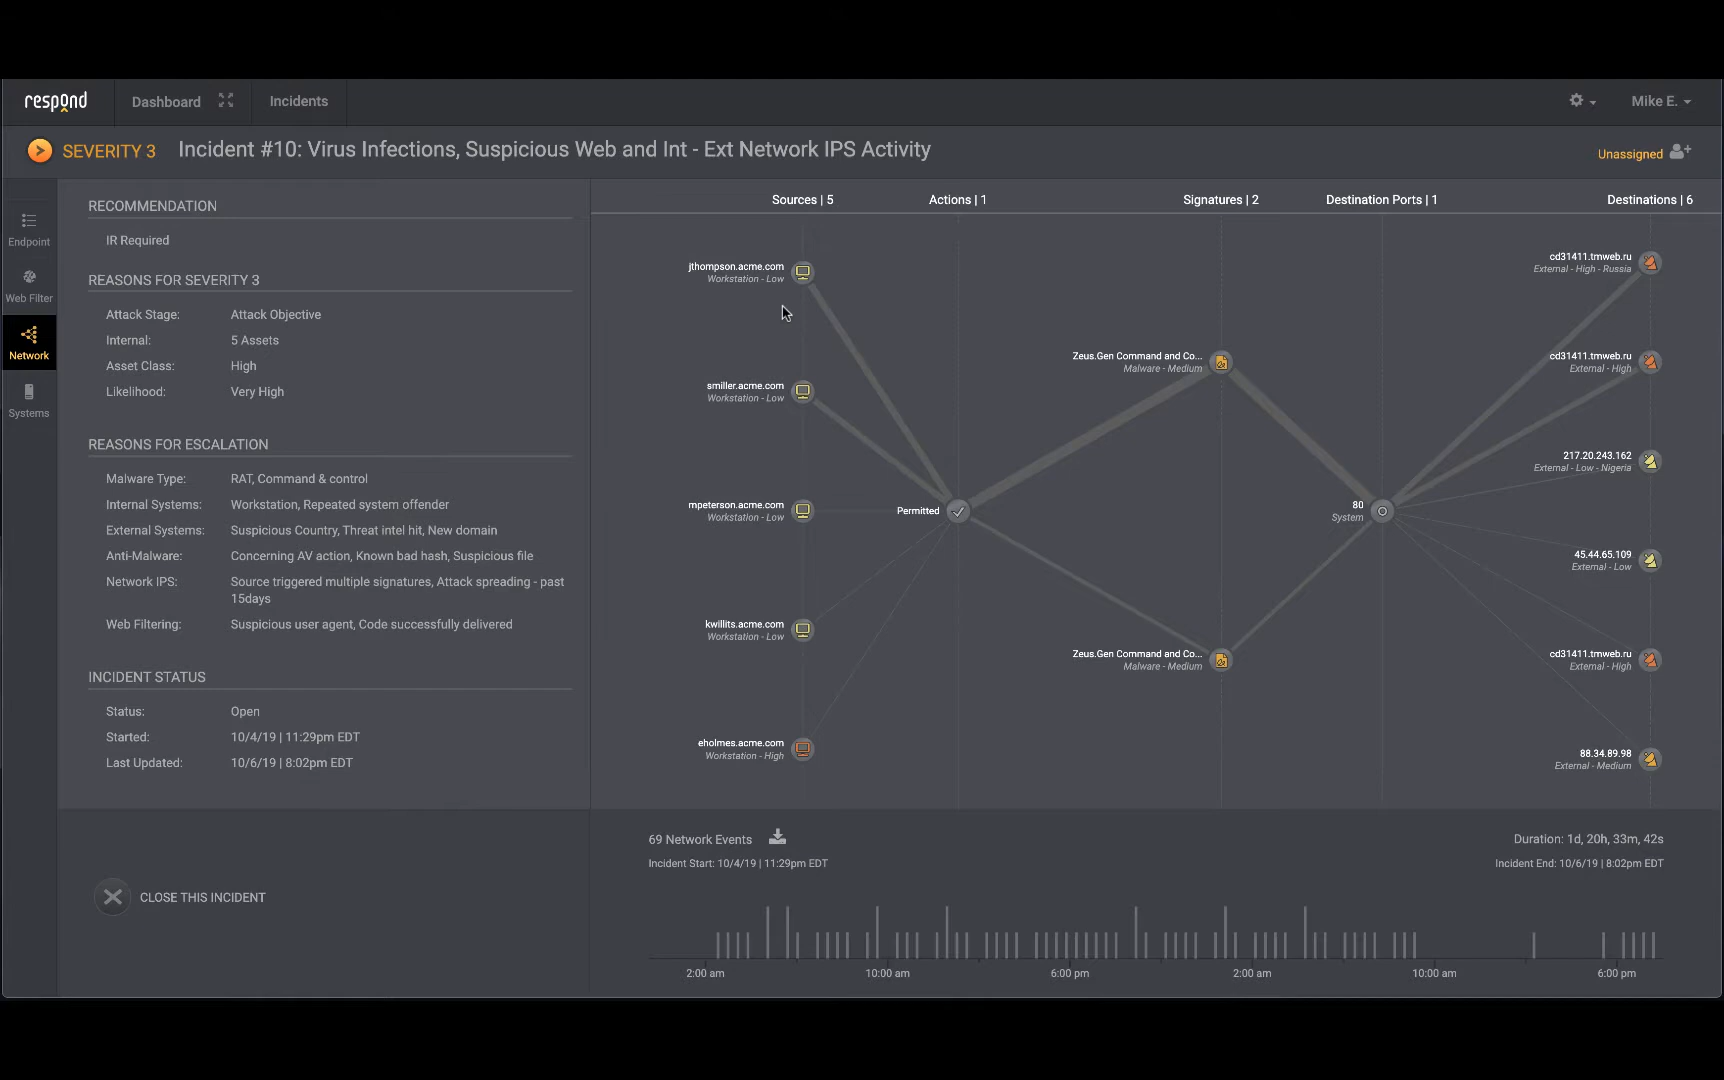 respond
Dashboard
Incidents
Mike E.
SEVERITY 3
Incident #10: Virus Infections, Suspicious Web and Int - Ext Network IPS Activity
Unassigned
Endpoint
Web Filter
Network
Systems
RECOMMENDATION
IR Required
REASONS FOR SEVERITY 3
Attack Stage: Attack Objective
Internal: 5 Assets
Asset Class: High
Likelihood: Very High
REASONS FOR ESCALATION
Malware Type: RAT, Command & control
Internal Systems: Workstation, Repeated system offender
External Systems: Suspicious Country, Threat intel hit, New domain
Anti-Malware: Concerning AV action, Known bad hash, Suspicious file
Network IPS: Source triggered multiple signatures, Attack spreading - past
15days
Web Filtering: Suspicious user agent, Code successfully delivered
INCIDENT STATUS
Status: Open
Started: 10/4/19 | 11:29pm EDT
Last Updated: 10/6/19 | 8:02pm EDT
CLOSE THIS INCIDENT
Sources | 5
Actions | 1
Signatures | 2
Destination Ports | 1
Destinations | 6
jthompson.acme.com
Workstation - Low
smiller.acme.com
Workstation - Low
mpeterson.acme.com
Workstation - Low
kwillits.acme.com
Workstation - Low
eholmes.acme.com
Workstation - High
Permitted
Zeus.Gen Command and Co...
Malware - Medium
Zeus.Gen Command and Co...
Malware - Medium
80
System
cd31411.tmweb.ru
External - High - Russia
cd31411.tmweb.ru
External - High
217.20.243.162
External - Low - Nigeria
45.44.65.109
External - Low
cd31411.tmweb.ru
External - High
88.34.89.98
External - Medium
69 Network Events
Duration: 1d, 20h, 33m, 42s
Incident Start: 10/4/19 | 11:29pm EDT
Incident End: 10/6/19 | 8:02pm EDT
2:00 am
10:00 am
6:00 pm
2:00 am
10:00 am
6:00 pm